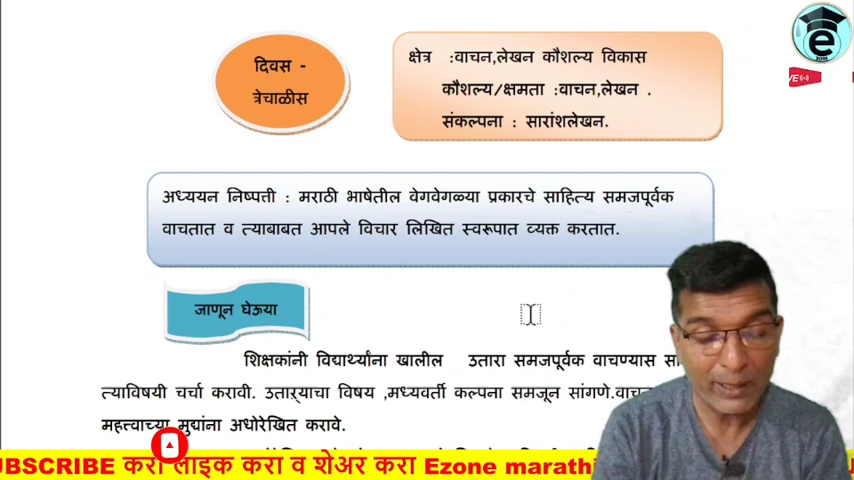 दिवस -
त्रेचाळीस
क्षेत्र :वाचन,लेखन कौशल्य विकास
कौशल्य/क्षमता :वाचन,लेखन .
संकल्पना : सारांशलेखन.
अध्ययन निष्पत्ती : मराठी भाषेतील वेगवेगळ्या प्रकारचे साहित्य समजपूर्वक
वाचतात व त्याबाबत आपले विचार लिखित स्वरूपात व्यक्त करतात.
जाणून घेऊया
शिक्षकांनी विद्यार्थ्यांना खालील उतारा समजपूर्वक वाचण्यास
त्याविषयी चर्चा करावी. उताऱ्याचा विषय ,मध्यवर्ती कल्पना समजून सांगणे.
महत्त्वाच्या मुद्यांना अधोरेखित करावे.
SUBSCRIBE करा लाइक करा व शेअर करा Ezone marathi
e